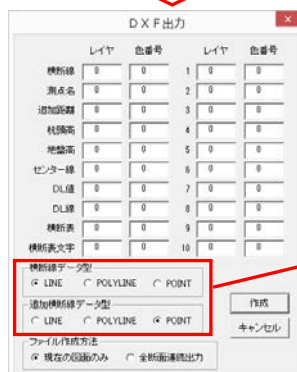 DXF出力
レイヤ 色番号 レイヤ 色番号
横断線 0 0 1 0 0
測点名 0 0 2 0 0
追加距離 0 0 3 0 0
杭頭高 0 0 4 0 0
地盤高 0 0 5 0 0
センター線 0 0 6 0 0
DL値 0 0 7 0 0
DL線 0 0 8 0 0
横断表 0 0 9 0 0
横断表文字 0 0 10 0 0
横断線データ型
LINE POLYLINE POINT
追加横断線データ型
LINE POLYLINE POINT
作成
キャンセル
ファイル作成方法
現在の図面のみ 全断面連続出力